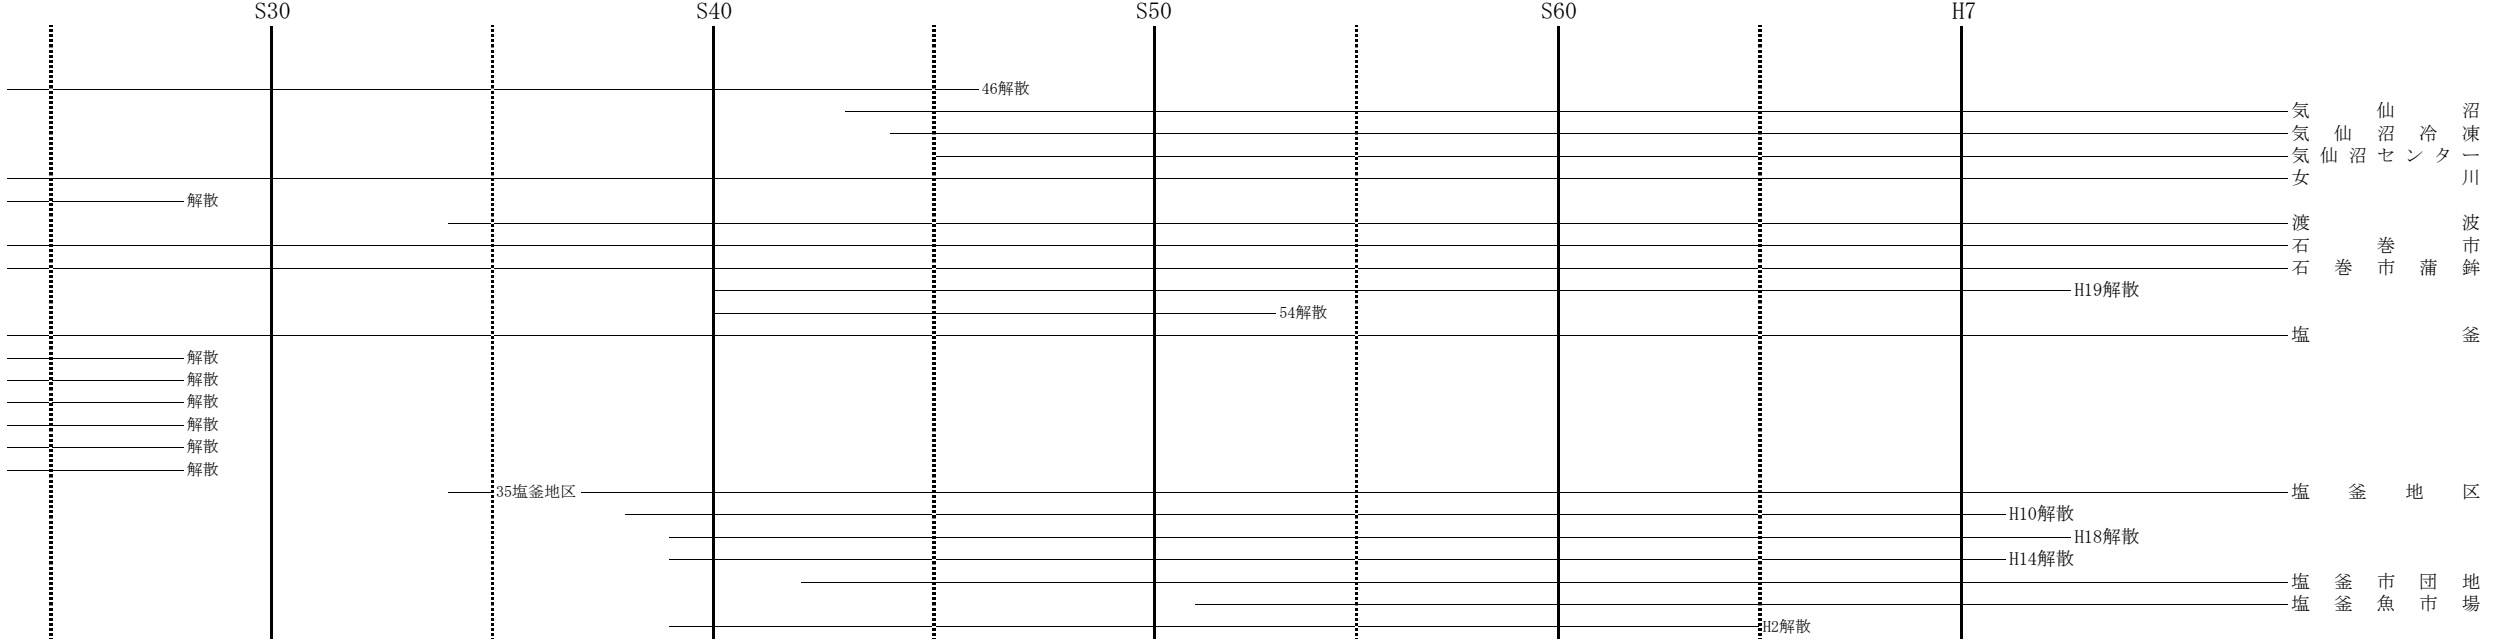 S30 S40 S50 S60 H7
46解散
気仙沼
気仙沼冷凍
気仙沼センター
女川
解散
渡波
石巻市
石巻市蒲鉾
H19解散
54解散
塩釜
解散
解散
解散
解散
解散
解散
35塩釜地区 塩釜地区
H10解散
H18解散
H14解散
塩釜市団地
塩釜魚市場
H2解散